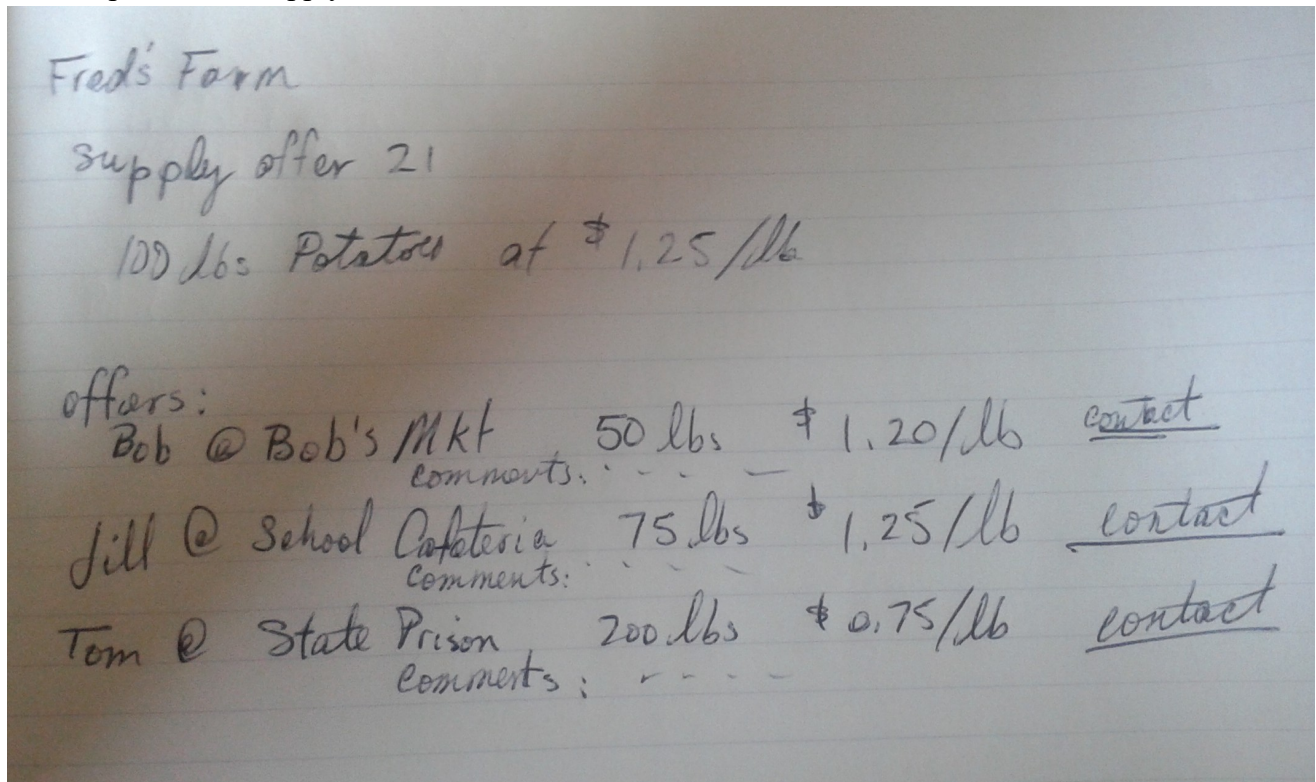 Fred's Farm
supply offer 21
100 lbs Potatoes at $1.25/lb
offers:
Bob @ Bob's Mkt 50 lbs $1.20/lb contact
comments: - - - -
Jill @ School Cafeteria 75 lbs $1.25/lb contact
comments: - - - -
Tom @ State Prison 200 lbs $0.75/lb contact
comments: - - - -